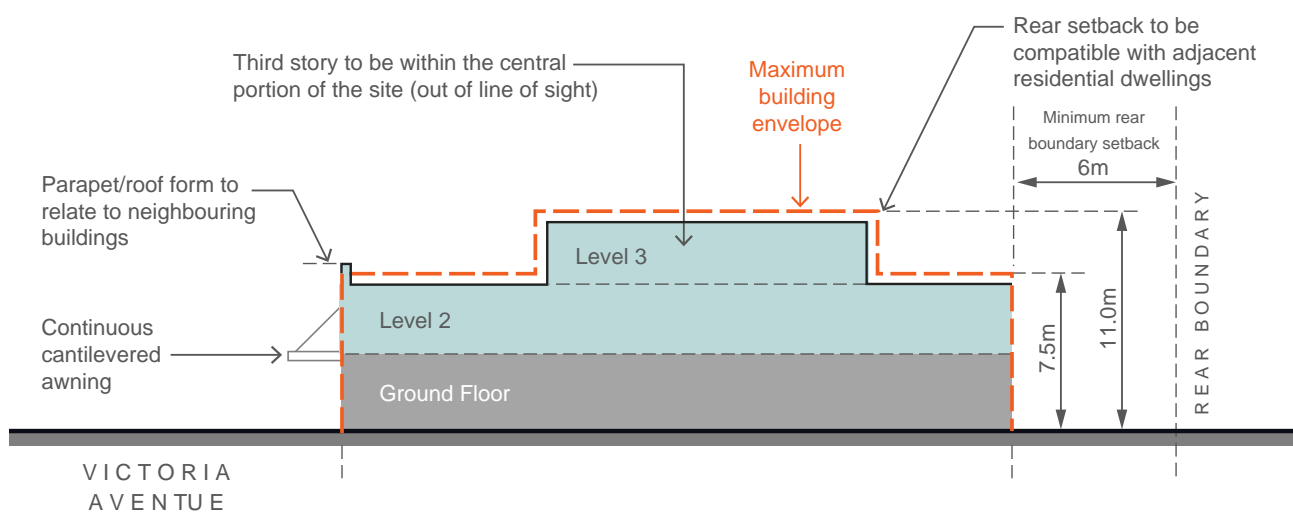 Third story to be within the central
portion of the site (out of line of sight)
Maximum
building
envelope
Rear setback to be
compatible with adjacent
residential dwellings
Minimum rear
boundary setback
6m
Parapet/roof form to
relate to neighbouring
buildings
Level 3
Level 2
Continuous
cantilevered
awning
Ground Floor
7.5m
11.0m
REAR BOUNDARY
VICTORIA
AVENTUE